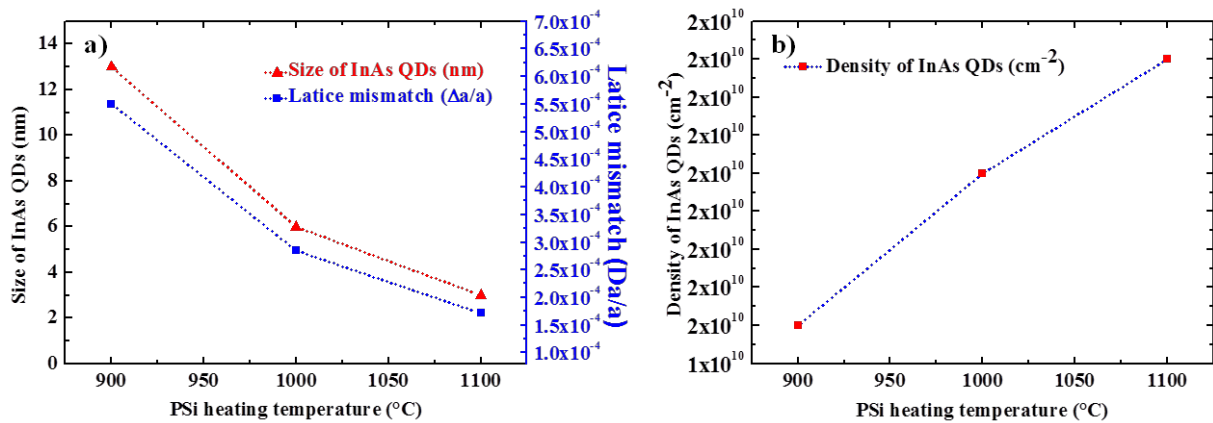 a)
Size of InAs QDs (nm)
Latice mismatch (Δa/a)
Size of InAs QDs (nm)
14
12
10
8
6
4
2
0
7.0x10-4
6.5x10-4
6.0x10-4
5.5x10-4
5.0x10-4
4.5x10-4
4.0x10-4
3.5x10-4
3.0x10-4
2.5x10-4
2.0x10-4
1.5x10-4
1.0x10-4
Latice mismatch (Da/a)
900 950 1000 1050 1100
PSi heating temperature (°C)
b)
Density of InAs QDs (cm-2)
Density of InAs QDs (cm-2)
2x1010
2x1010
2x1010
2x1010
2x1010
2x1010
2x1010
2x1010
2x1010
1x1010
900 950 1000 1050 1100
PSi heating temperature (°C)